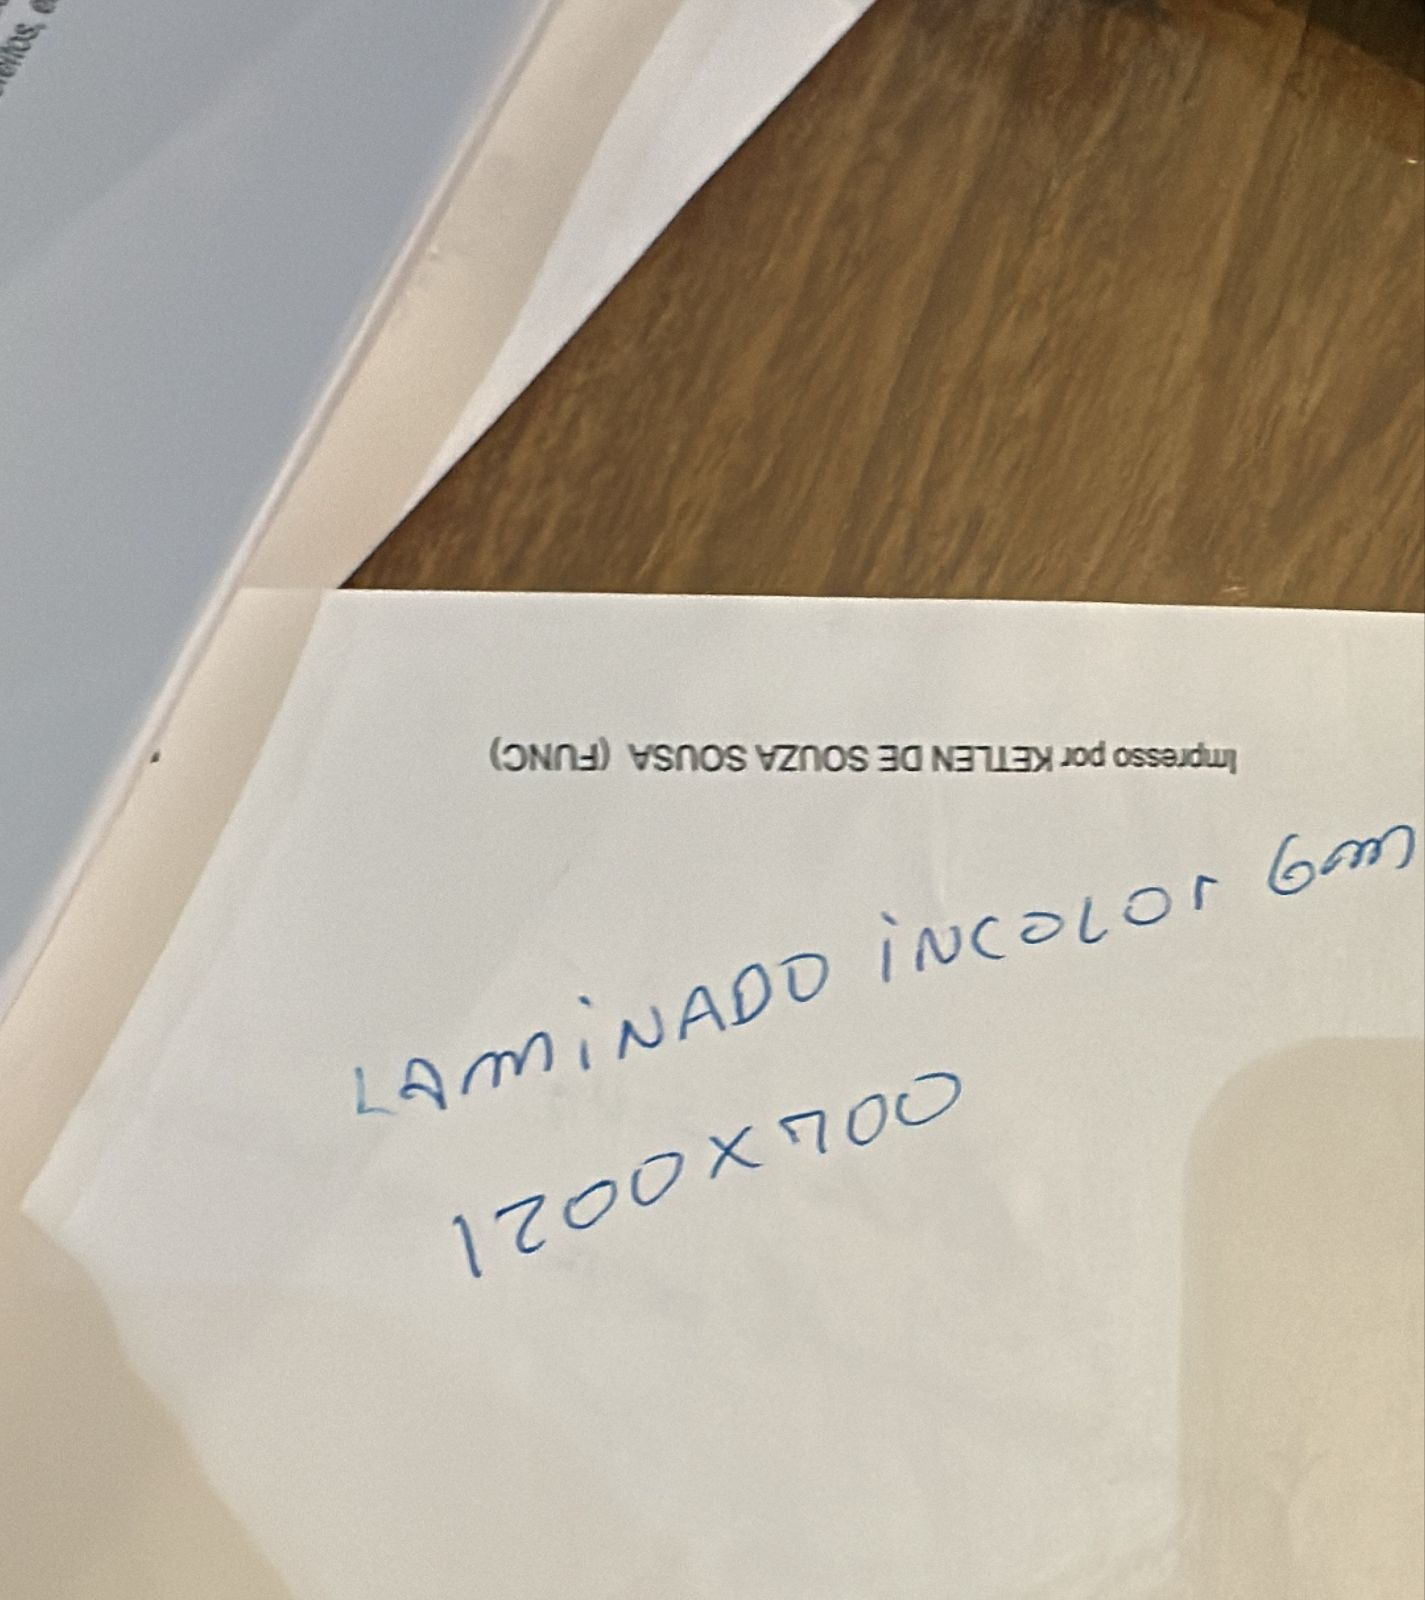 Impresso por KETLEN DE SOUZA SOUSA (FUNC)
LAMINADO INCOLOR 6mm
1200X700